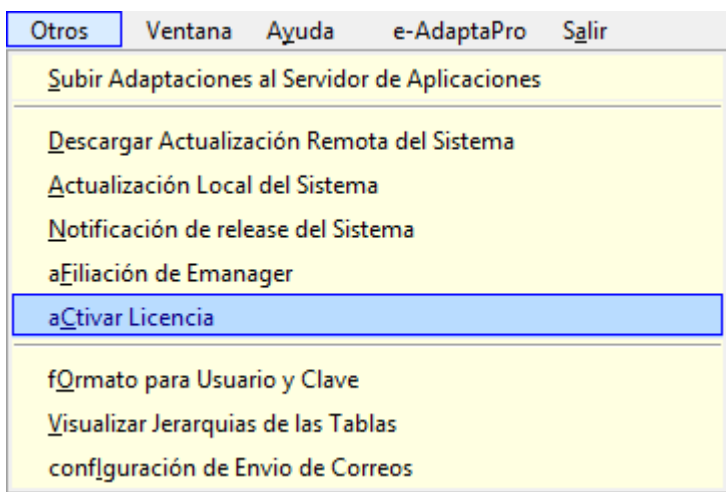 Otros Ventana Ayuda e-AdaptaPro Salir
Subir Adaptaciones al Servidor de Aplicaciones
Descargar Actualización Remota del Sistema
Actualización Local del Sistema
Notificación de release del Sistema
aFiliación de Emanager
aCtivar Licencia
fOrmato para Usuario y Clave
Visualizar Jerarquias de las Tablas
confIguración de Envio de Correos